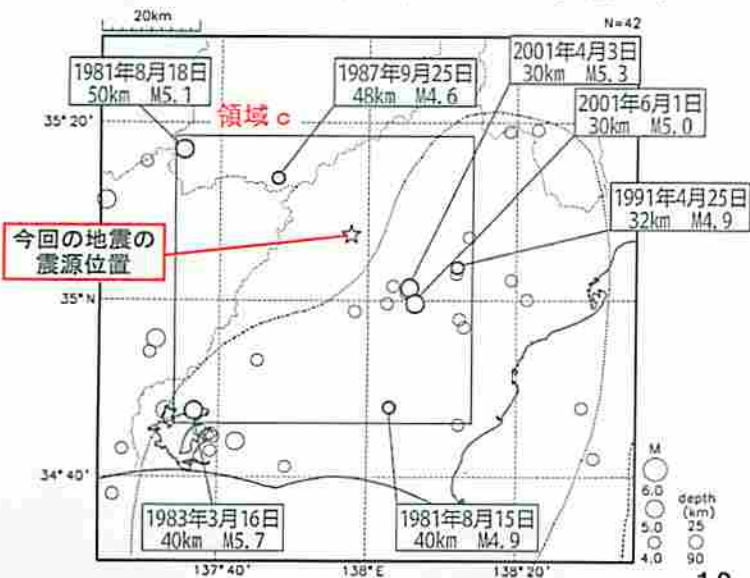 20km
N=42
1981年8月18日
50km M5.1
1987年9月25日
48km M4.6
2001年4月3日
30km M5.3
2001年6月1日
30km M5.0
1991年4月25日
32km M4.9
領域 c
今回の地震の
震源位置
35°20'
35°N
34°40'
1983年3月16日
40km M5.7
1981年8月15日
40km M4.9
M
6.0
5.0
4.0
depth
(km)
25
90
137°40'
138°E
138°20'